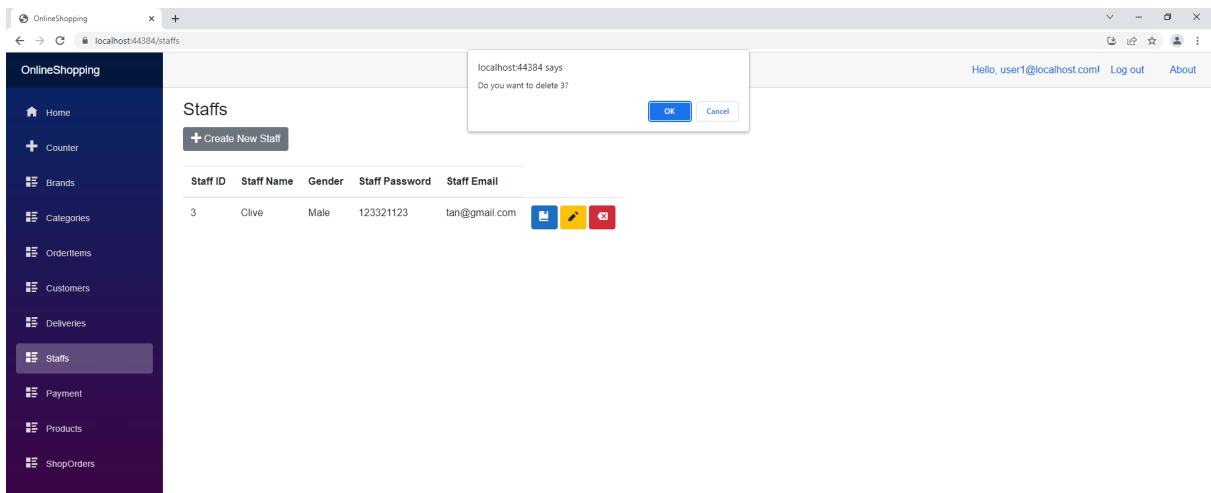 OnlineShopping
localhost:44384/staffs
OnlineShopping
Hello, user1@localhost.com! Log out About
localhost:44384 says
Do you want to delete 3?
OK Cancel
Home
Counter
Brands
Categories
OrderItems
Customers
Deliveries
Staffs
Payment
Products
ShopOrders
Staffs
Create New Staff
Staff ID Staff Name Gender Staff Password Staff Email
3 Clive Male 123321123 tan@gmail.com